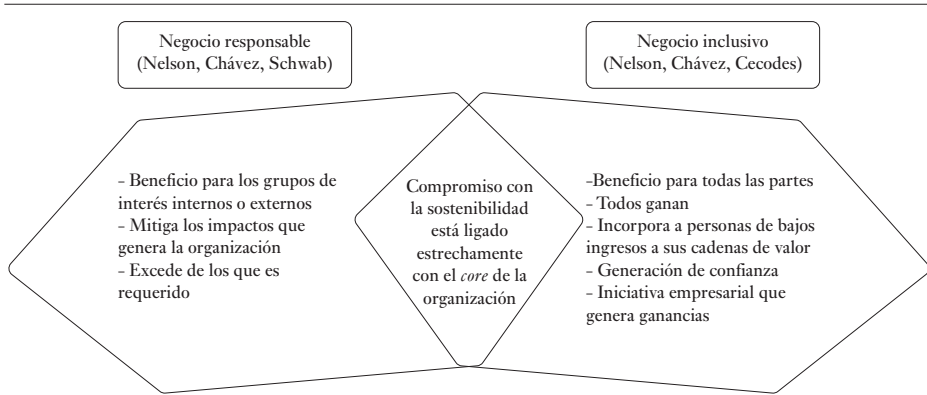 Negocio responsable
(Nelson, Chávez, Schwab)
Negocio inclusivo
(Nelson, Chávez, Cecodes)
– Beneficio para los grupos de
interés internos o externos
– Mitiga los impactos que
genera la organización
– Excede de los que es
requerido
Compromiso con
la sostenibilidad
está ligado
estrechamente
con el core de la
organización
–Beneficio para todas las partes
– Todos ganan
– Incorpora a personas de bajos
ingresos a sus cadenas de valor
– Generación de confianza
– Iniciativa empresarial que
genera ganancias